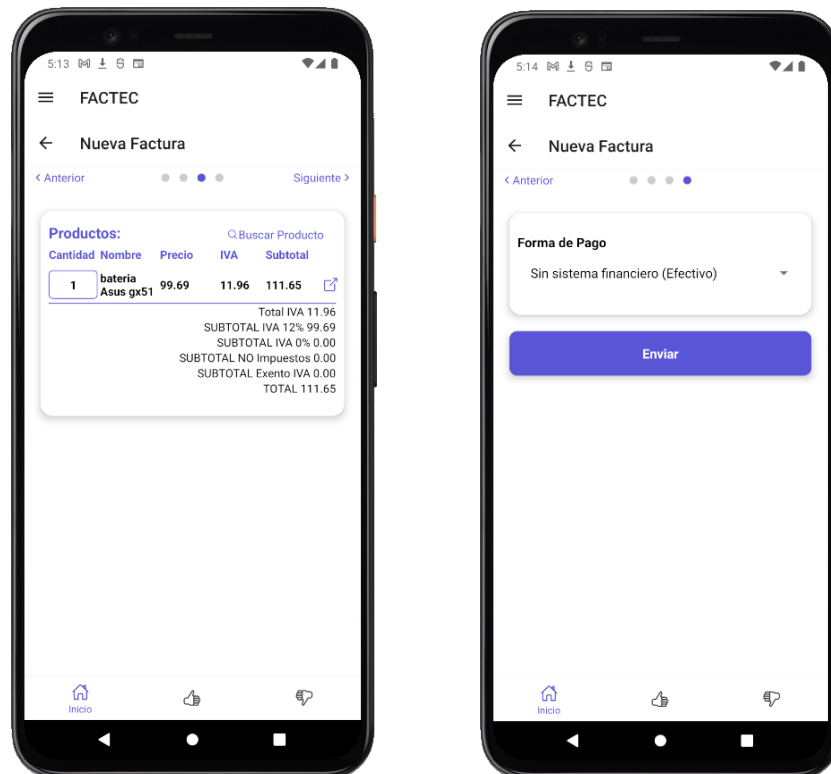 5:13
FACTEC
Nueva Factura
< Anterior
Siguiente >
Productos:
Buscar Producto
Cantidad Nombre Precio IVA Subtotal
1 bateria Asus gx51 99.69 11.96 111.65
Total IVA 11.96
SUBTOTAL IVA 12% 99.69
SUBTOTAL IVA 0% 0.00
SUBTOTAL NO Impuestos 0.00
SUBTOTAL Exento IVA 0.00
TOTAL 111.65
Inicio
5:14
FACTEC
Nueva Factura
< Anterior
Forma de Pago
Sin sistema financiero (Efectivo)
Enviar
Inicio